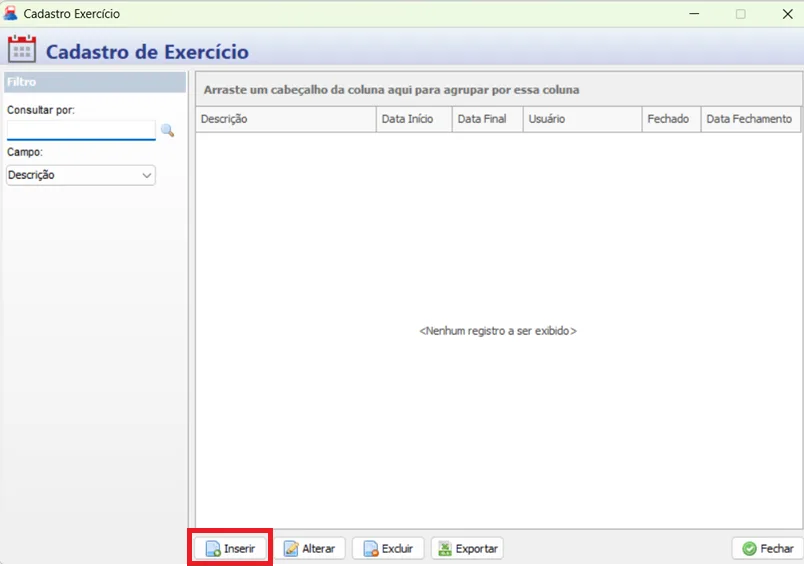 Cadastro Exercício
Cadastro de Exercício
Filtro
Consultar por:
Campo:
Descrição
Arraste um cabeçalho da coluna aqui para agrupar por essa coluna
Descrição Data Início Data Final Usuário Fechado Data Fechamento
<Nenhum registro a ser exibido>
Inserir Alterar Excluir Exportar Fechar